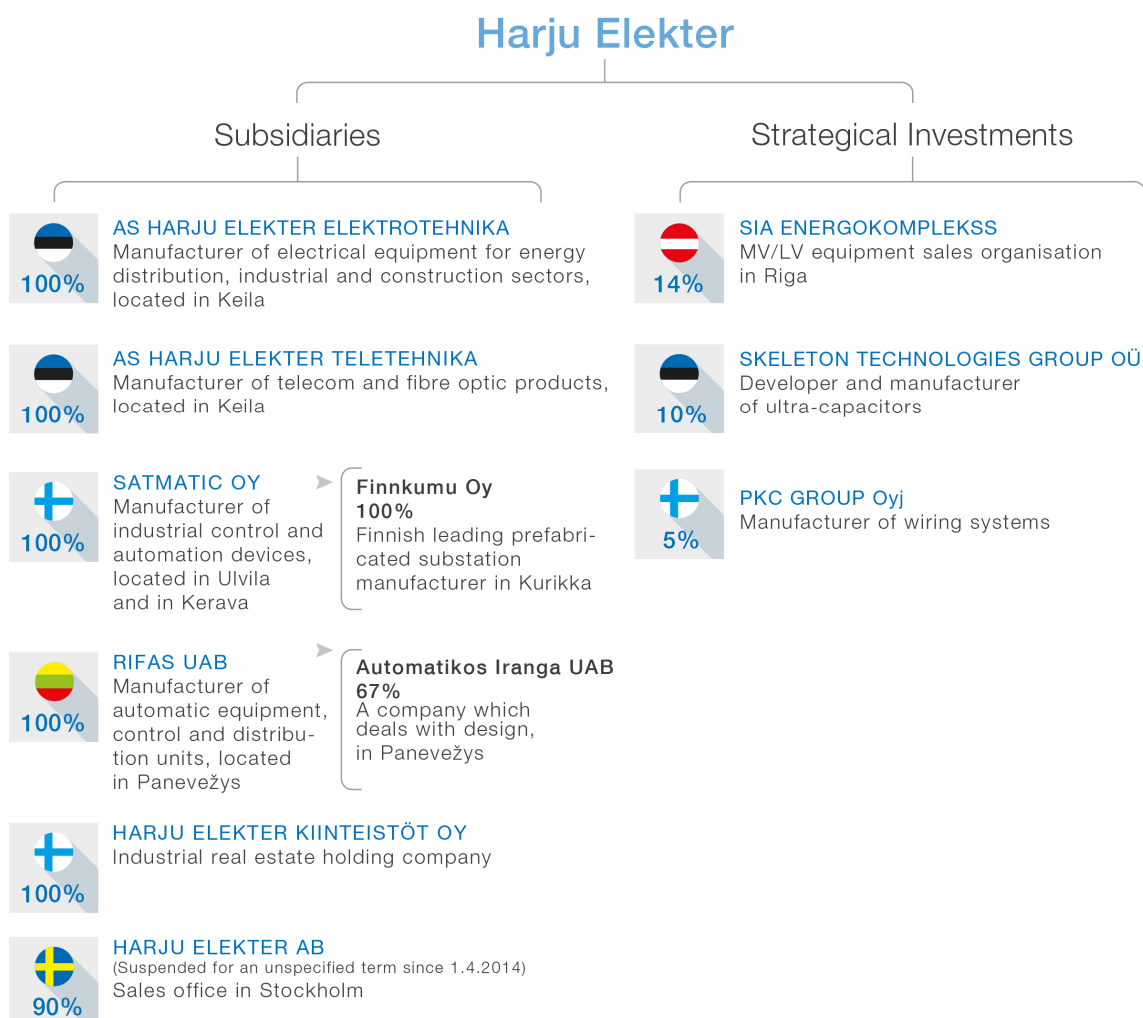 Harju Elekter
Subsidiaries
100%
AS HARJU ELEKTER ELEKTROTEHNIKA
Manufacturer of electrical equipment for energy
distribution, industrial and construction sectors,
located in Keila
100%
AS HARJU ELEKTER TELETEHNIKA
Manufacturer of telecom and fibre optic products,
located in Keila
100%
SATMATIC OY
Manufacturer of
industrial control and
automation devices,
located in Ulvila
and in Kerava
Finnkumu Oy
100%
Finnish leading prefabri-
cated substation
manufacturer in Kurikka
100%
RIFAS UAB
Manufacturer of
automatic equipment,
control and distribu-
tion units, located
in Panevežys
Automatikos Iranga UAB
67%
A company which
deals with design,
in Panevežys
100%
HARJU ELEKTER KIINTEISTÖT OY
Industrial real estate holding company
90%
HARJU ELEKTER AB
(Suspended for an unspecified term since 1.4.2014)
Sales office in Stockholm
Strategical Investments
14%
SIA ENERGOKOMPLEKSS
MV/LV equipment sales organisation
in Riga
10%
SKELETON TECHNOLOGIES GROUP OÜ
Developer and manufacturer
of ultra-capacitors
5%
PKC GROUP Oyj
Manufacturer of wiring systems